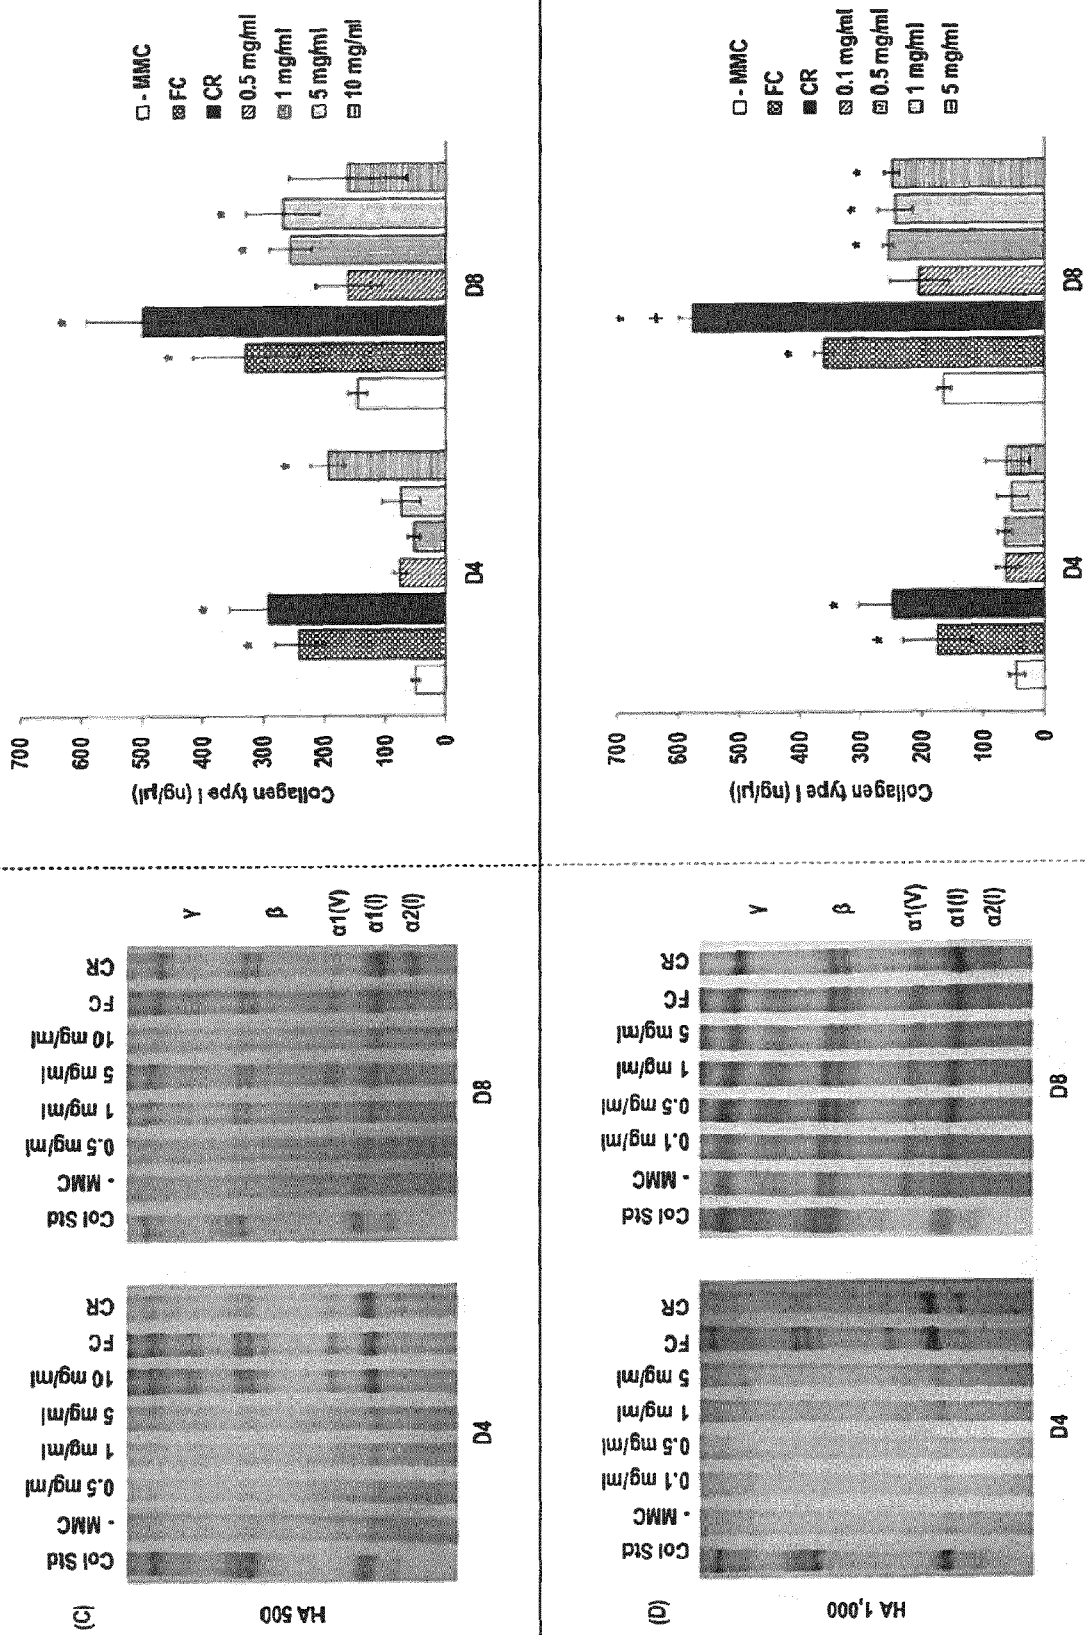 (C)
HA 500
Col Std
- MMC
0.5 mg/ml
1 mg/ml
5 mg/ml
10 mg/ml
FC
CR
D4
Col Std
- MMC
0.5 mg/ml
1 mg/ml
5 mg/ml
10 mg/ml
FC
CR
D8
γ
β
α1(V)
α1(I)
α2(I)
Collagen type I (ng/µl)
700
600
500
400
300
200
100
0
* * * * * * *
D4
D8
- MMC
FC
CR
0.5 mg/ml
1 mg/ml
5 mg/ml
10 mg/ml
(D)
HA 1,000
Col Std
- MMC
0.1 mg/ml
0.5 mg/ml
1 mg/ml
5 mg/ml
FC
CR
D4
Col Std
- MMC
0.1 mg/ml
0.5 mg/ml
1 mg/ml
5 mg/ml
FC
CR
D8
γ
β
α1(V)
α1(I)
α2(I)
Collagen type I (ng/µl)
700
600
500
400
300
200
100
0
* * * * + * * *
D4
D8
- MMC
FC
CR
0.1 mg/ml
0.5 mg/ml
1 mg/ml
5 mg/ml